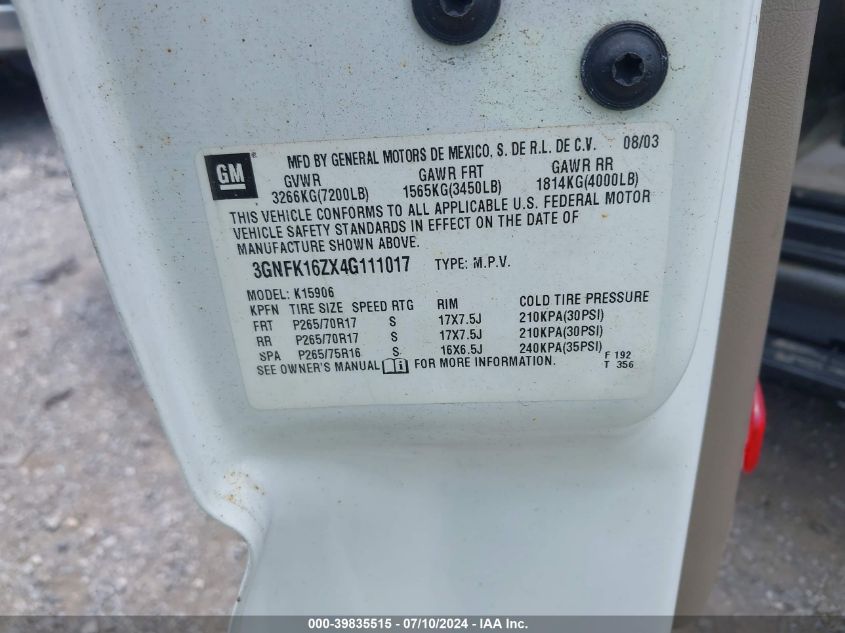 GM
MFD BY GENERAL MOTORS DE MEXICO, S. DE R.L. DE C.V. 08/03
GVWR GAWR FRT GAWR RR
3266KG(7200LB) 1565KG(3450LB) 1814KG(4000LB)
THIS VEHICLE CONFORMS TO ALL APPLICABLE U.S. FEDERAL MOTOR
VEHICLE SAFETY STANDARDS IN EFFECT ON THE DATE OF
MANUFACTURE SHOWN ABOVE.
3GNFK16ZX4G111017 TYPE: M.P.V.
MODEL: K15906
KPFN TIRE SIZE SPEED RTG RIM COLD TIRE PRESSURE
FRT P265/70R17 S 17X7.5J 210KPA(30PSI)
RR P265/70R17 S 17X7.5J 210KPA(30PSI)
SPA P265/75R16 S 16X6.5J 240KPA(35PSI)
F 192
SEE OWNER'S MANUAL FOR MORE INFORMATION. T 356
000-39835515 - 07/10/2024 - IAA Inc.